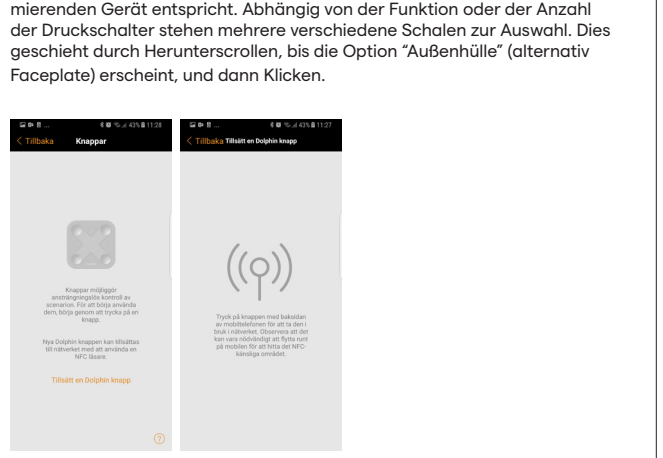 mierenden Gerät entspricht. Abhängig von der Funktion oder der Anzahl
der Druckschalter stehen mehrere verschiedene Schalen zur Auswahl. Dies
geschieht durch Herunterscrollen, bis die Option “Außenhülle” (alternativ
Faceplate) erscheint, und dann Klicken.
43% 11:28
< Tillbaka Knappar
Knappar möjliggör
ansträngningslös kontroll av
scenarion. För att börja använda
dem, börja genom att trycka på en
knapp.
Nya Dolphin knappen kan tillsättas
till nätverket med att använda en
NFC läsare.
Tillsätt en Dolphin knapp
?
43% 11:27
< Tillbaka Tillsätt en Dolphin knapp
Tryck på knappen med baksidan
av mobiltelefonen för att ta den i
bruk i nätverket. Observera att det
kan vara nödvändigt att flytta runt
på mobilen för att hitta det NFC-
känsliga området.